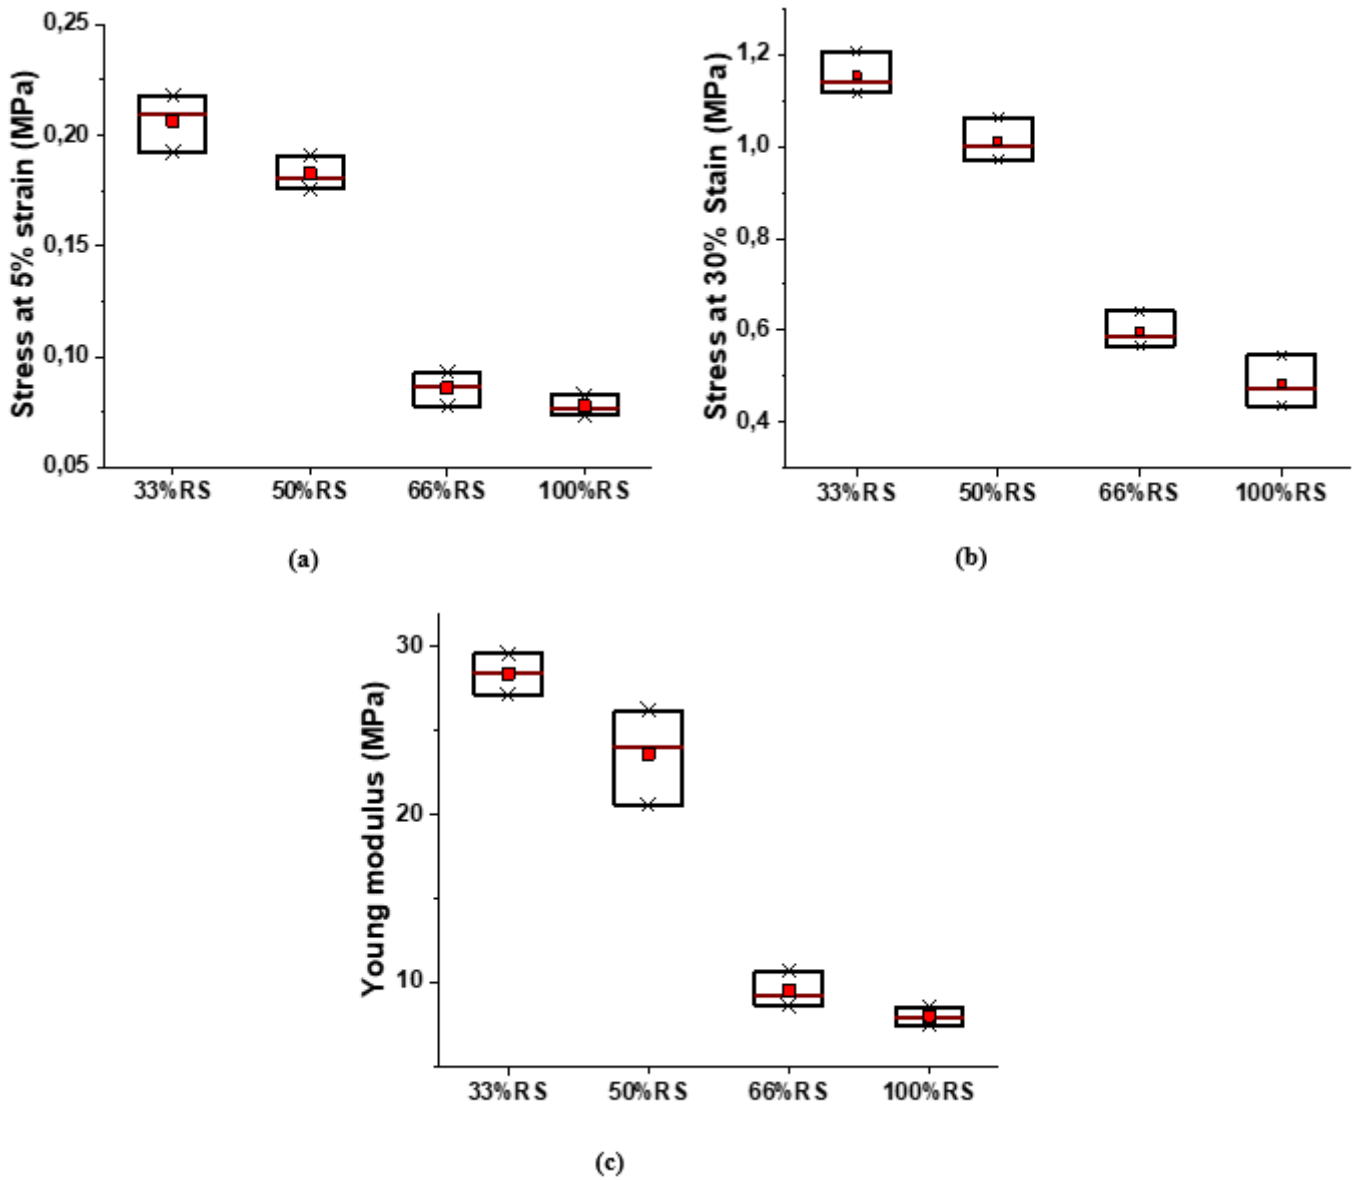 Stress at 5% strain (MPa)
0,25
0,20
0,15
0,10
0,05
33%RS 50%RS 66%RS 100%RS
(a)
Stress at 30% Stain (MPa)
1,2
1,0
0,8
0,6
0,4
33%RS 50%RS 66%RS 100%RS
(b)
Young modulus (MPa)
30
20
10
33%RS 50%RS 66%RS 100%RS
(c)